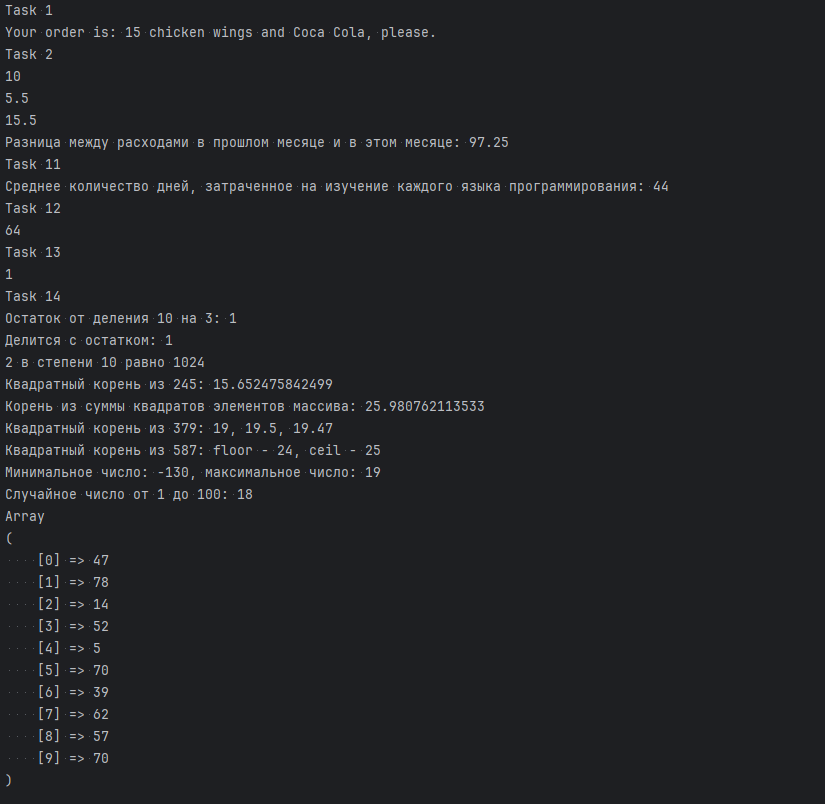 Task 1
Your order is: 15 chicken wings and Coca Cola, please.
Task 2
10
5.5
15.5
Разница между расходами в прошлом месяце и в этом месяце: 97.25
Task 11
Среднее количество дней, затраченное на изучение каждого языка программирования: 44
Task 12
64
Task 13
1
Task 14
Остаток от деления 10 на 3: 1
Делится с остатком: 1
2 в степени 10 равно 1024
Квадратный корень из 245: 15.652475842499
Корень из суммы квадратов элементов массива: 25.980762113533
Квадратный корень из 379: 19, 19.5, 19.47
Квадратный корень из 587: floor - 24, ceil - 25
Минимальное число: -130, максимальное число: 19
Случайное число от 1 до 100: 18
Array
(
    [0] => 47
    [1] => 78
    [2] => 14
    [3] => 52
    [4] => 5
    [5] => 70
    [6] => 39
    [7] => 62
    [8] => 57
    [9] => 70
)